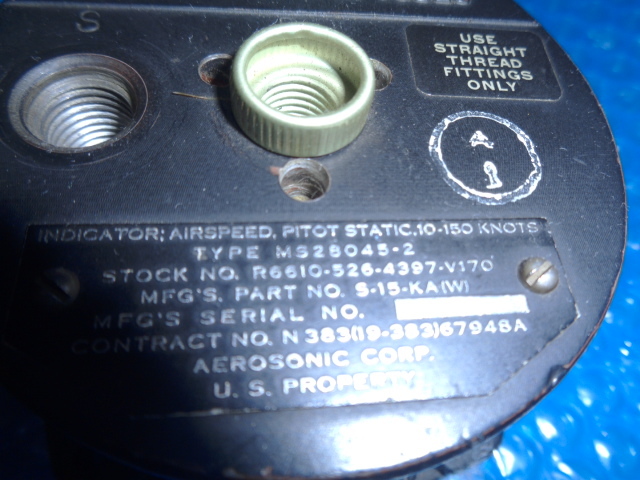 S
USE
STRAIGHT
THREAD
FITTINGS
ONLY
A
INDICATOR; AIRSPEED, PITOT STATIC, 10-150 KNOTS
TYPE MS28045-2
STOCK NO. R6610-526-4397-V170
MFG'S. PART NO. S-15-KA(W)
MFG'S SERIAL NO.
CONTRACT NO. N383(19-383)67948A
AEROSONIC CORP.
U. S. PROPERTY